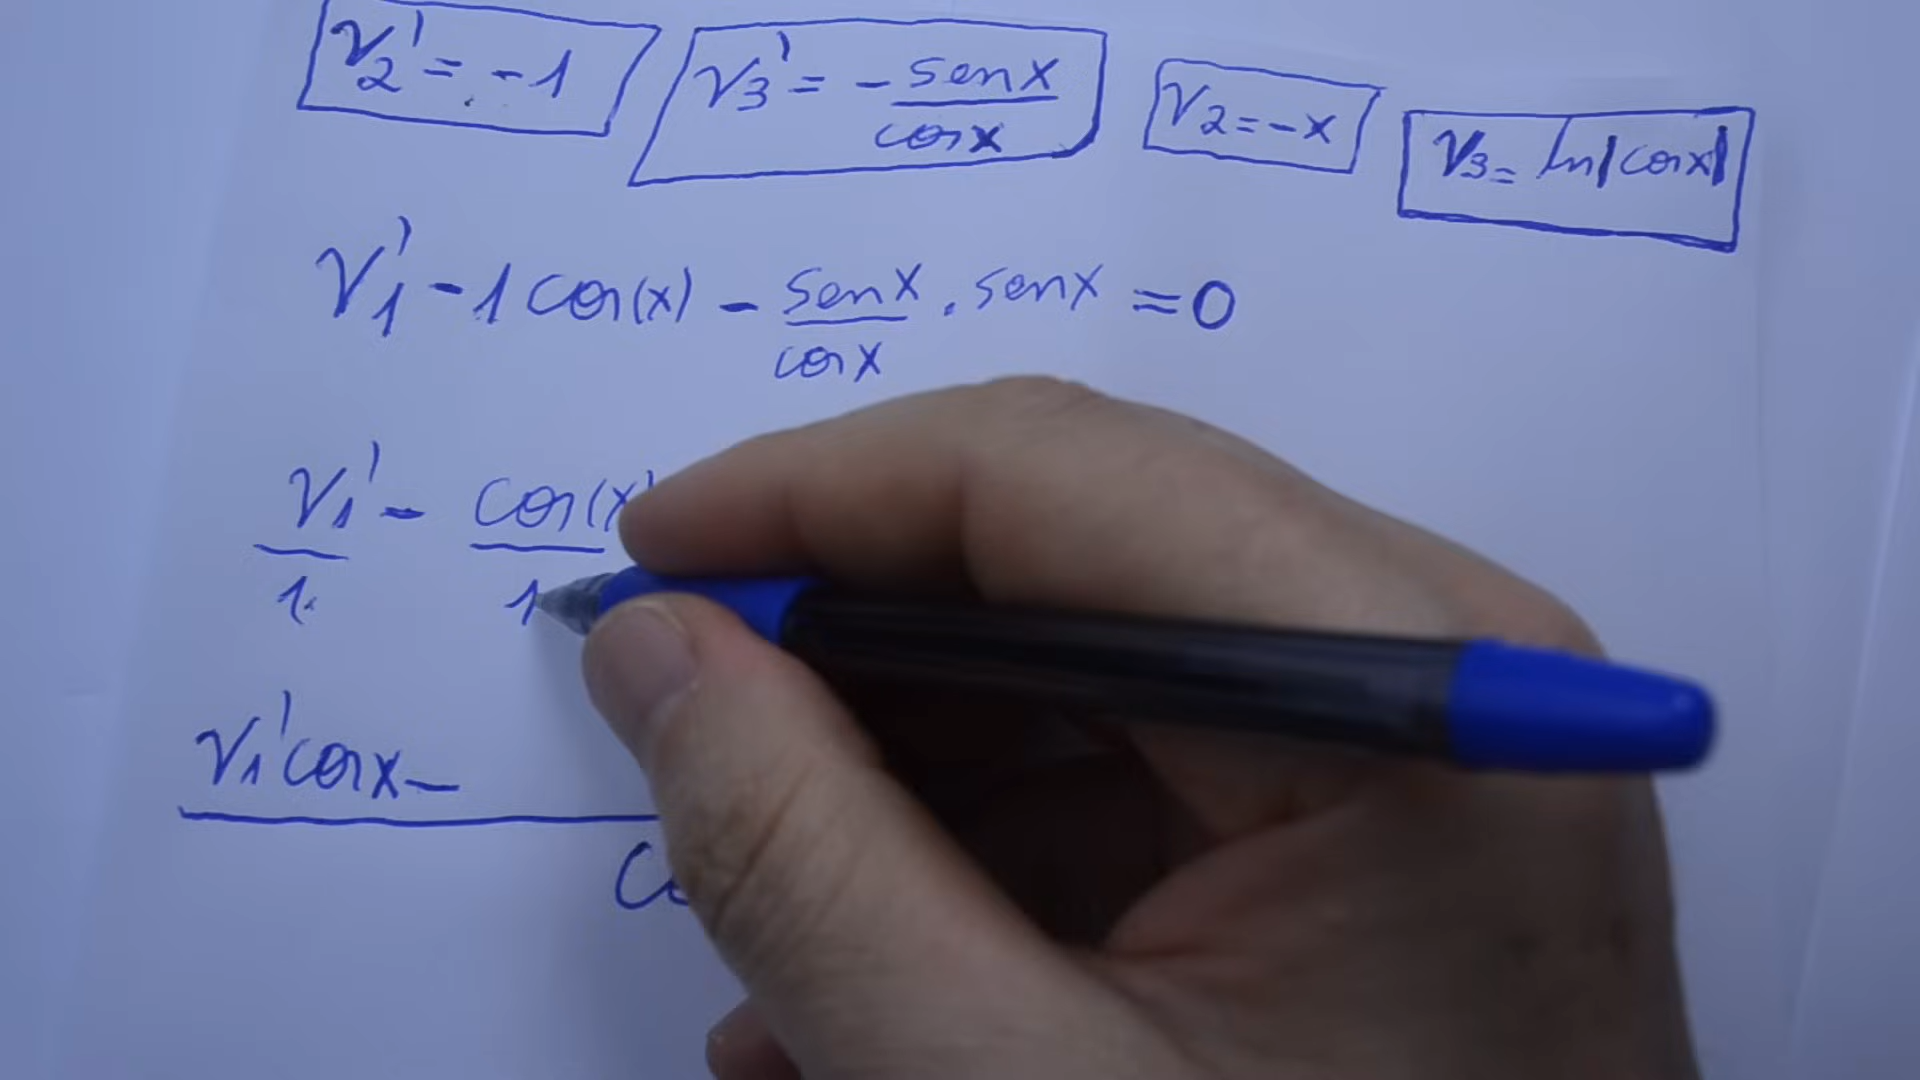 v₂' = -1   v₃' = - senx/cosx   v₂ = -x   v₃ = ln|cosx|
v₁' - 1 cos(x) - senx/cosx . senx = 0
v₁'/1 - cos(x)/1
v₁' cosx -